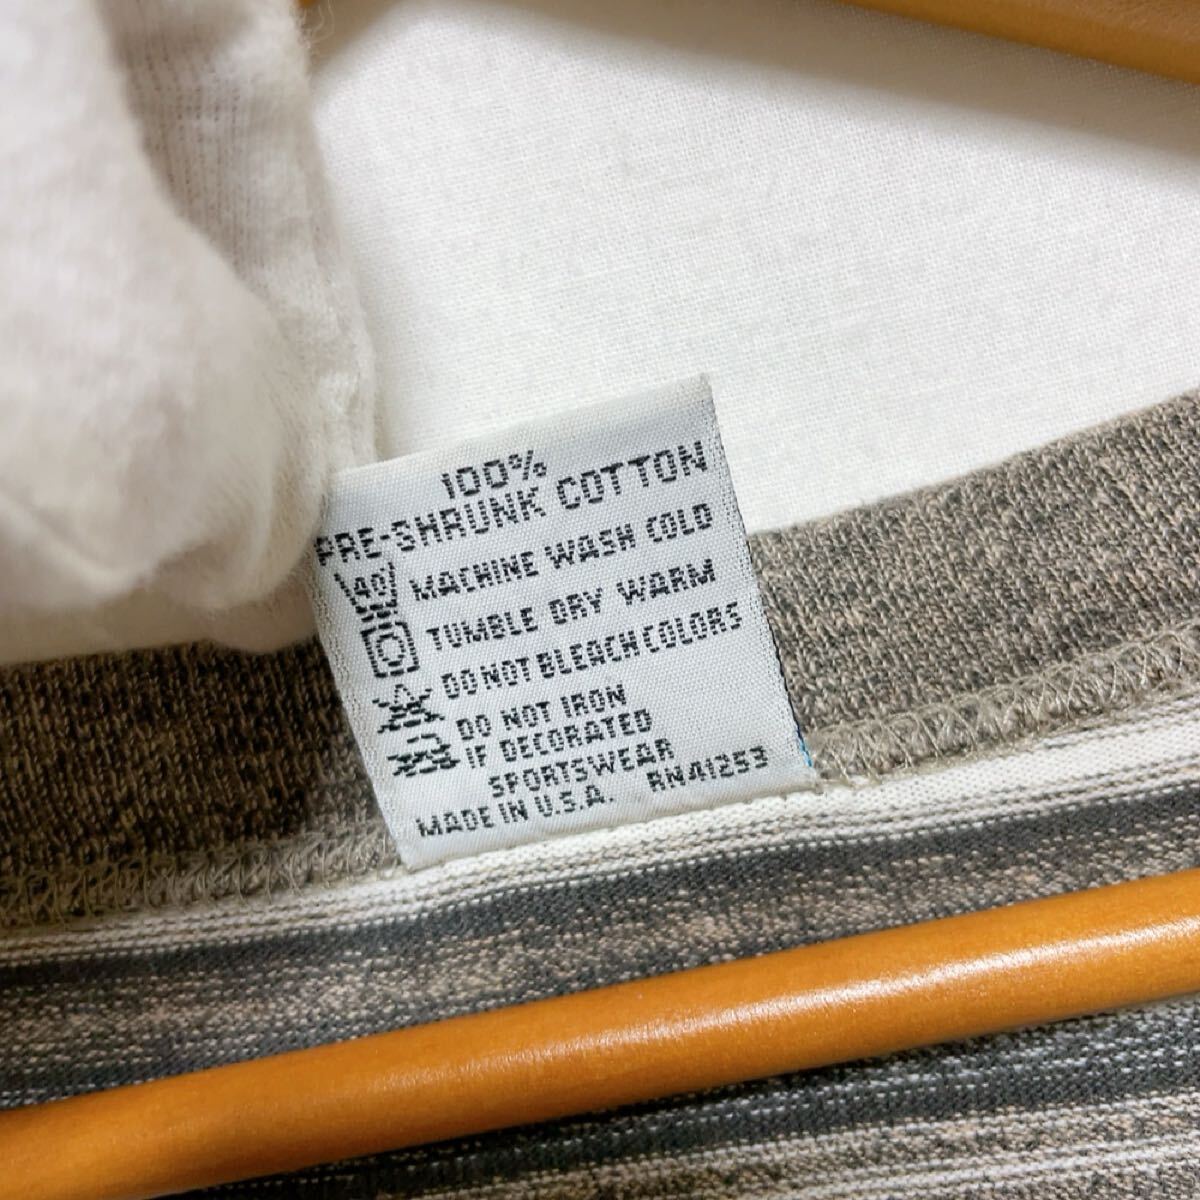 100%
PRE-SHRUNK COTTON
40 MACHINE WASH COLD
TUMBLE DRY WARM
DO NOT BLEACH COLORS
DO NOT IRON
IF DECORATED
SPORTSWEAR
MADE IN U.S.A. RN41253